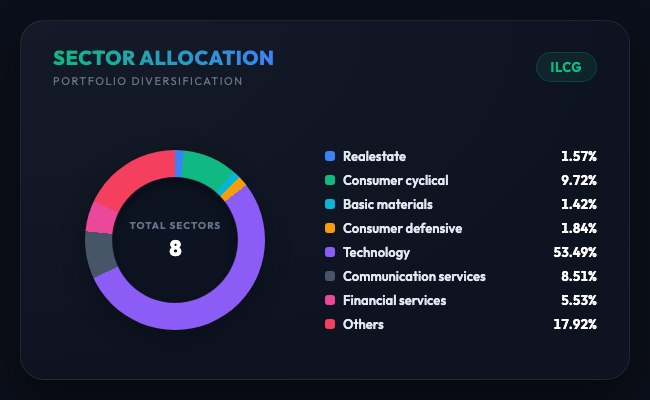 SECTOR ALLOCATION
PORTFOLIO DIVERSIFICATION
ILCG
TOTAL SECTORS
8
Realestate 1.57%
Consumer cyclical 9.72%
Basic materials 1.42%
Consumer defensive 1.84%
Technology 53.49%
Communication services 8.51%
Financial services 5.53%
Others 17.92%